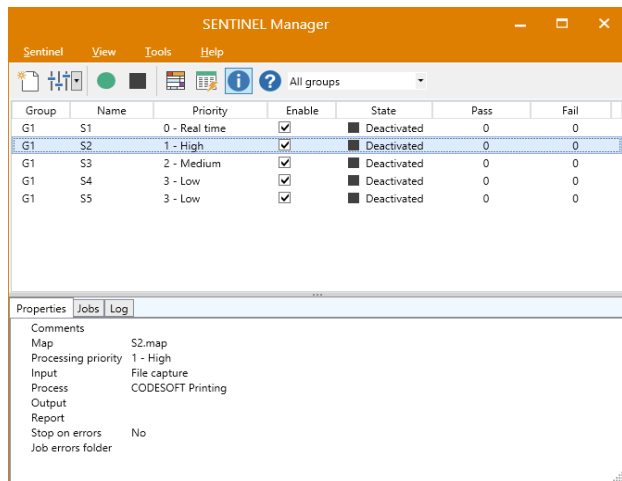 SENTINEL Manager
Sentinel View Tools Help
All groups
Group Name Priority Enable State Pass Fail
G1 S1 0 - Real time Deactivated 0 0
G1 S2 1 - High Deactivated 0 0
G1 S3 2 - Medium Deactivated 0 0
G1 S4 3 - Low Deactivated 0 0
G1 S5 3 - Low Deactivated 0 0
Properties Jobs Log
Comments
Map S2.map
Processing priority 1 - High
Input File capture
Process CODESOFT Printing
Output
Report
Stop on errors No
Job errors folder